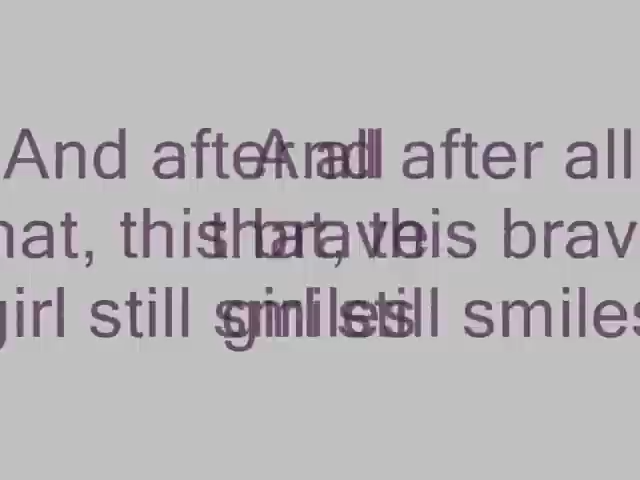 And after all
that, this brave
girl still smiles